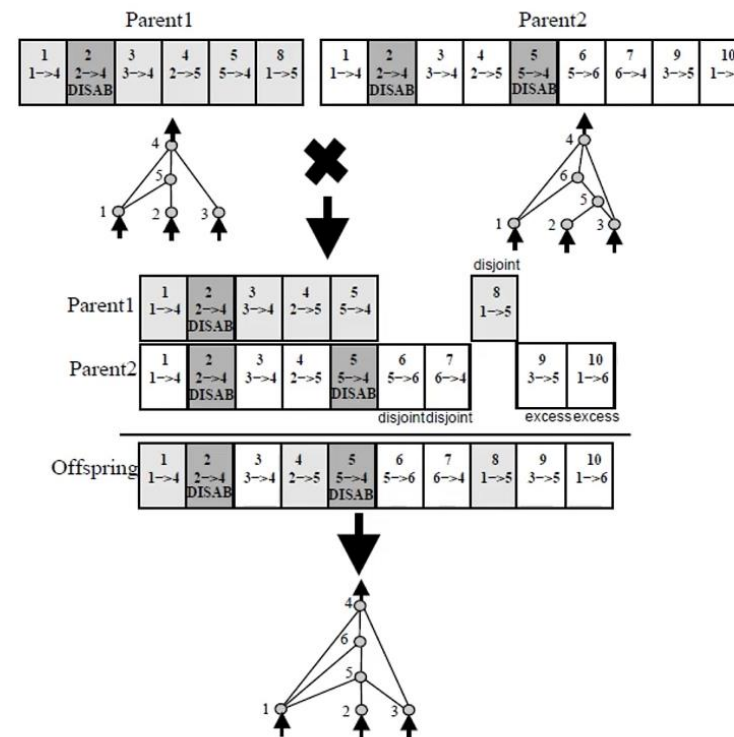 Parent1 Parent2
1 2 3 4 5 8 1 2 3 4 5 6 7 9 10
1->4 2->4 3->4 2->5 5->4 1->5 1->4 2->4 3->4 2->5 5->4 5->6 6->4 3->5 1->
DISAB DISAB DISAB
4 4
5 6
5
1 2 3 1 2 3
disjoint
Parent1 1 2 3 4 5 8
1->4 2->4 3->4 2->5 5->4 1->5
DISAB
Parent2 1 2 3 4 5 6 7 9 10
1->4 2->4 3->4 2->5 5->4 5->6 6->4 3->5 1->6
DISAB DISAB
disjoint disjoint excess excess
Offspring 1 2 3 4 5 6 7 8 9 10
1->4 2->4 3->4 2->5 5->4 5->6 6->4 1->5 3->5 1->6
DISAB DISAB
4
6
5
1 2 3